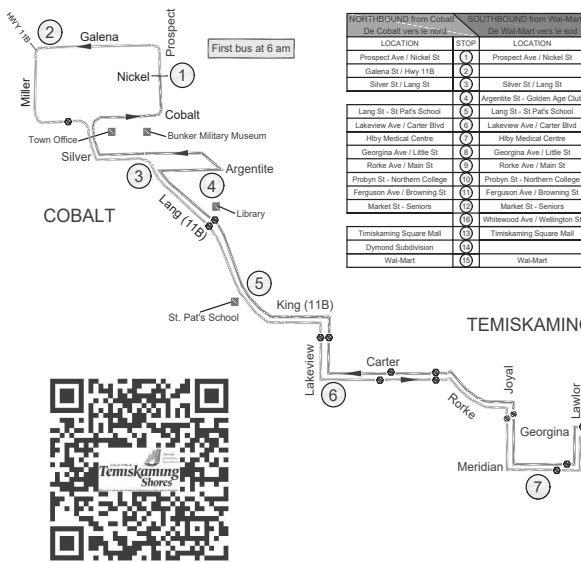 HWY 11B
2
Galena
Prospect
First bus at 6 am
Nickel
1
Miller
Cobalt
Town Office
Bunker Military Museum
Silver
Argentite
3
4
COBALT
Lang (11B)
Library
5
King (11B)
St. Pat's School
Lakeview
Carter
6
Rorke
Joyal
Lawlor
Georgina
Meridian
7
TEMISKAMING
Temiskaming
Shores
NORTHBOUND from Cobalt SOUTHBOUND from Wal-Mart
De Cobalt vers le nord De Wal-Mart vers le sud
LOCATION STOP LOCATION
Prospect Ave / Nickel St 1 Prospect Ave / Nickel St
Galena St / Hwy 11B 2
Silver St / Lang St 3 Silver St / Lang St
4 Argentite St - Golden Age Club
Lang St - St Pat's School 5 Lang St - St Pat's School
Lakeview Ave / Carter Blvd 6 Lakeview Ave / Carter Blvd
Hlby Medical Centre 7 Hlby Medical Centre
Georgina Ave / Little St 8 Georgina Ave / Little St
Rorke Ave / Main St 9 Rorke Ave / Main St
Probyn St - Northern College 10 Probyn St - Northern College
Ferguson Ave / Browning St 11 Ferguson Ave / Browning St
Market St - Seniors 12 Market St - Seniors
16 Whitewood Ave / Wellington St
Timiskaming Square Mall 13 Timiskaming Square Mall
Dymond Subdivision 14
Wal-Mart 15 Wal-Mart